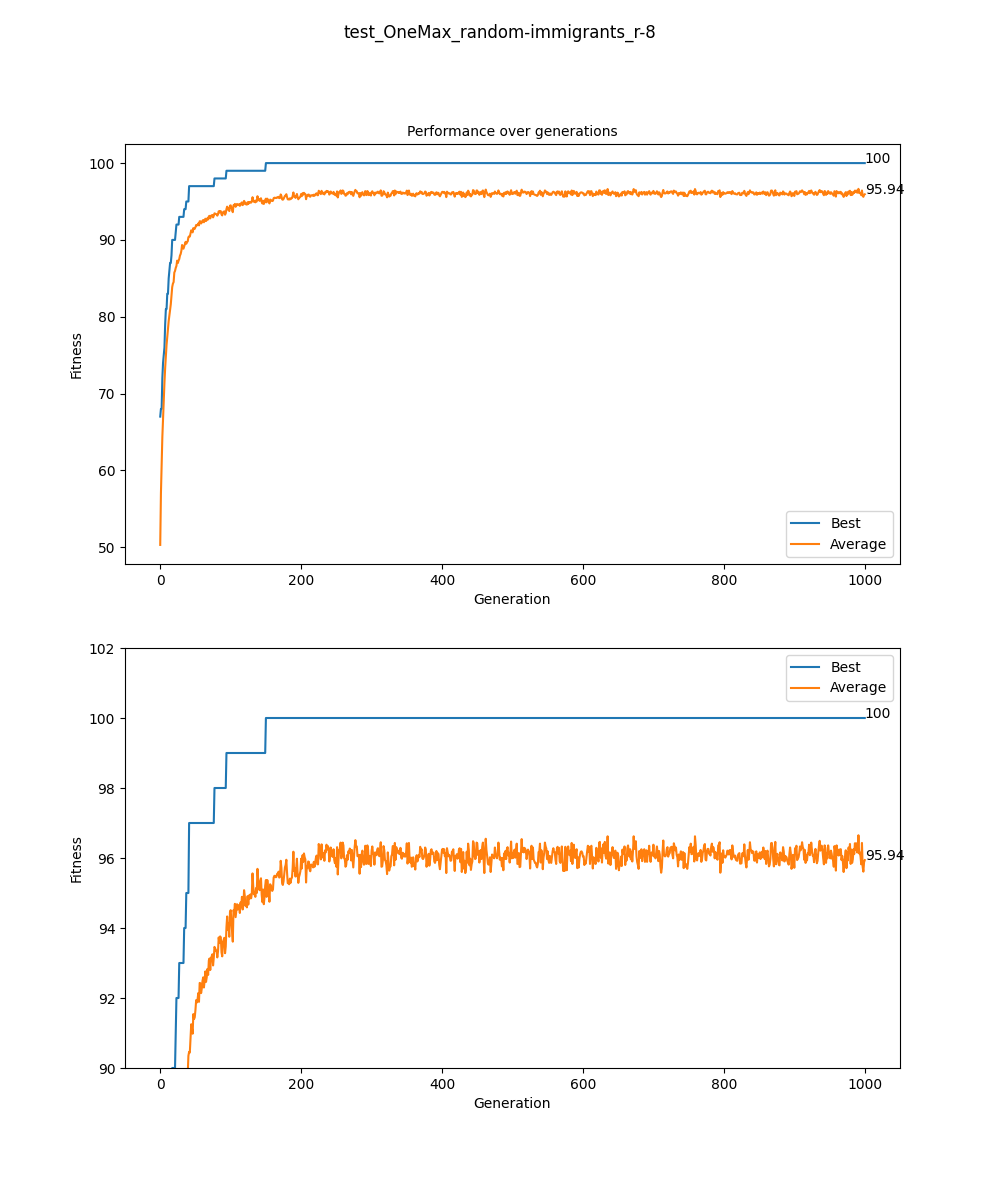 test_OneMax_random-immigrants_r-8
Performance over generations
100
90
80
70
60
50
Fitness
100
95.94
Best
Average
0 200 400 600 800 1000
Generation
102
100
98
96
94
92
90
Fitness
Best
Average
100
95.94
0 200 400 600 800 1000
Generation